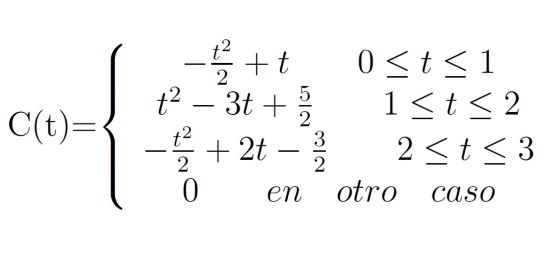 -t²/2 + t    0 ≤ t ≤ 1
t² − 3t + 5/2    1 ≤ t ≤ 2
C(t)=
-t²/2 + 2t − 3/2    2 ≤ t ≤ 3
0    en otro caso